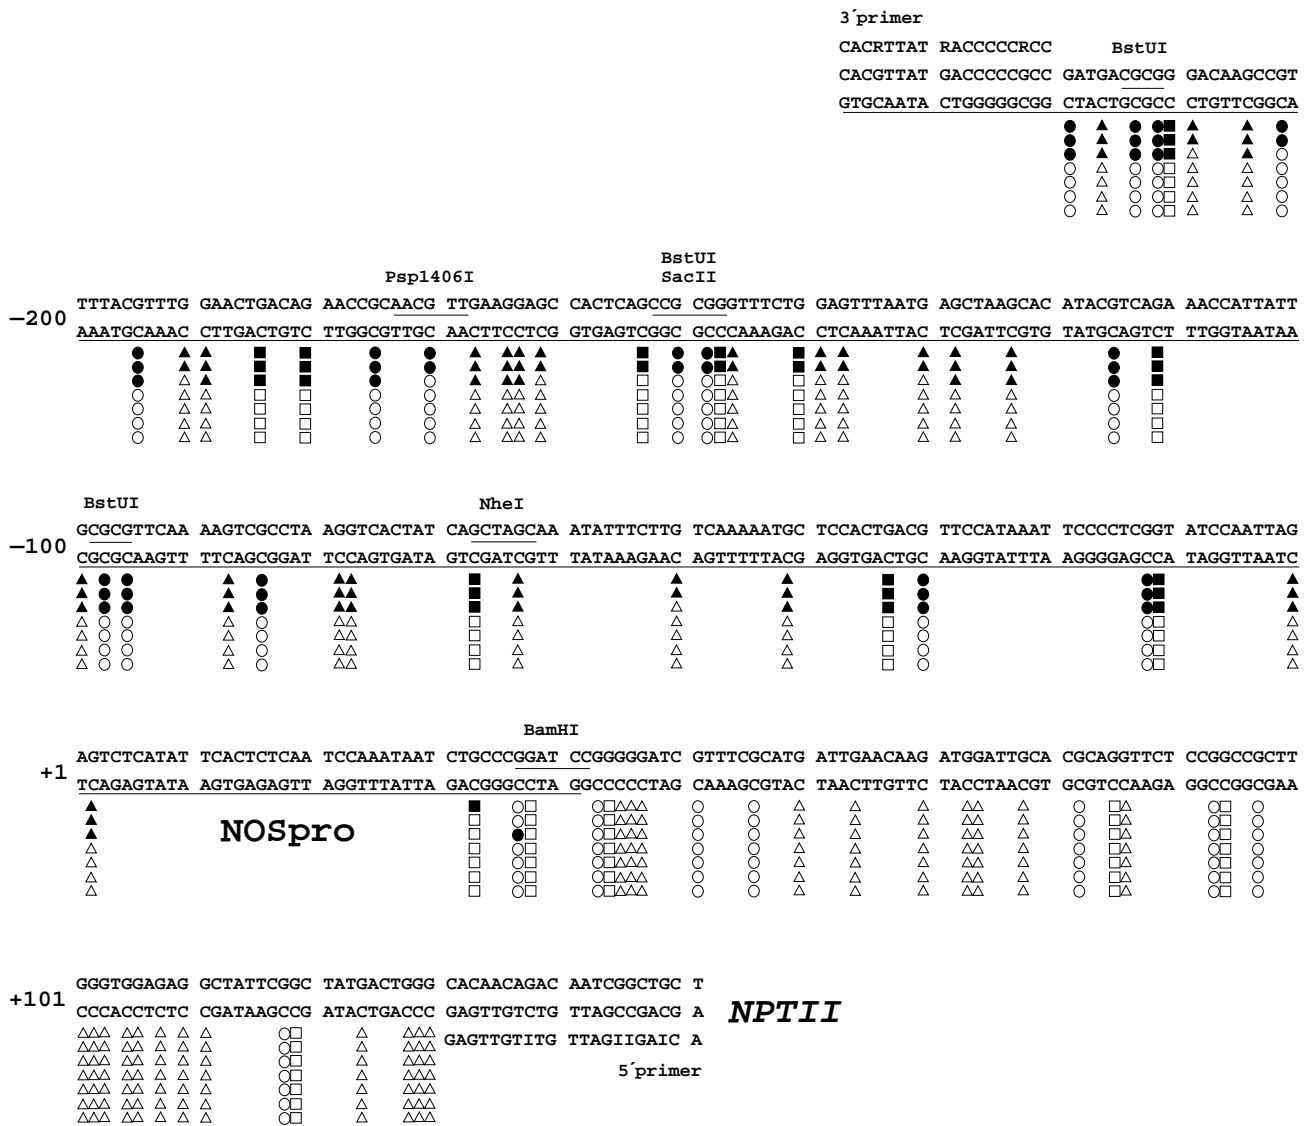 3´primer
CACRTTAT RACCCCCRCC BstUI
CACGTTAT GACCCCCGCC GATGACGCGG GACAAGCCGT
GTGCAATA CTGGGGGCGG CTACTGCGCC CTGTTCGGCA
BstUI
Psp1406I SacII
TTTACGTTTG GAACTGACAG AACCGCAACG TTGAAGGAGC CACTCAGCCG CGGGTTTCTG GAGTTTAATG AGCTAAGCAC ATACGTCAGA AACCATTATT
−200
AAATGCAAAC CTTGACTGTC TTGGCGTTGC AACTTCCTCG GTGAGTCGGC GCCCAAAGAC CTCAAATTAC TCGATTCGTG TATGCAGTCT TTGGTAATAA
BstUI NheI
GCGCGTTCAA AAGTCGCCTA AGGTCACTAT CAGCTAGCAA ATATTTCTTG TCAAAAATGC TCCACTGACG TTCCATAAAT TCCCCTCGGT ATCCAATTAG
−100
CGCGCAAGTT TTCAGCGGAT TCCAGTGATA GTCGATCGTT TATAAAGAAC AGTTTTTACG AGGTGACTGC AAGGTATTTA AGGGGAGCCA TAGGTTAATC
BamHI
AGTCTCATAT TCACTCTCAA TCCAAATAAT CTGCCCGGAT CCGGGGGATC GTTTCGCATG ATTGAACAAG ATGGATTGCA CGCAGGTTCT CCGGCCGCTT
+1
TCAGAGTATA AGTGAGAGTT AGGTTTATTA GACGGGCCTA GGCCCCCTAG CAAAGCGTAC TAACTTGTTC TACCTAACGT GCGTCCAAGA GGCCGGCGAA
NOSpro
GGGTGGAGAG GCTATTCGGC TATGACTGGG CACAACAGAC AATCGGCTGC T
+101
CCCACCTCTC CGATAAGCCG ATACTGACCC GAGTTGTCTG TTAGCCGACG A
NPTII
GAGTTGTITG TTAGIIGAIC A
5´primer